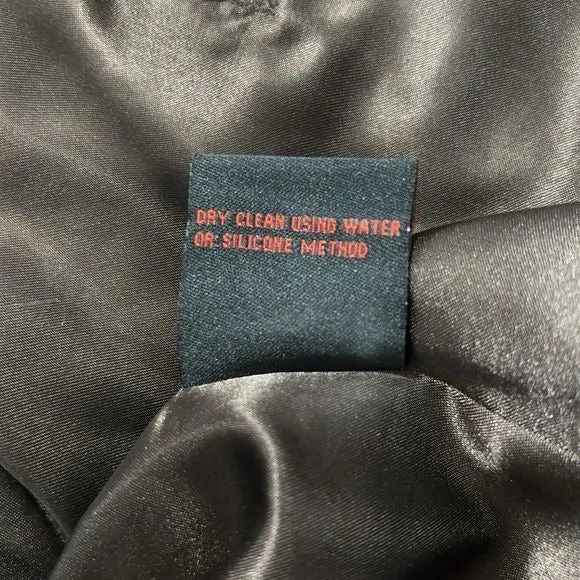 DRY CLEAN USING WATER
OR SILICONE METHOD